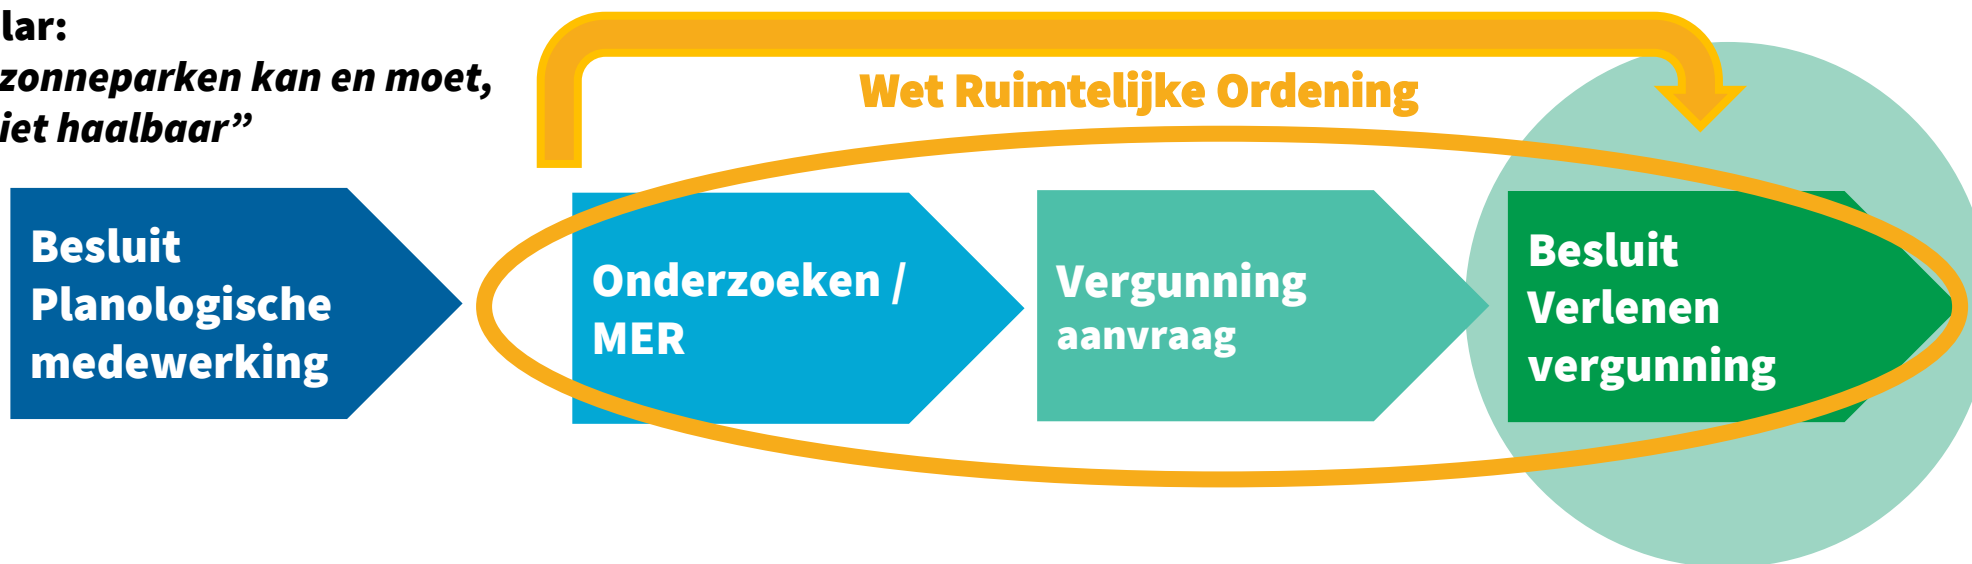 lar:
zonneparken kan en moet,
iet haalbaar”
Wet Ruimtelijke Ordening
Besluit
Planologische
medewerking
Onderzoeken /
MER
Vergunning
aanvraag
Besluit
Verlenen
vergunning